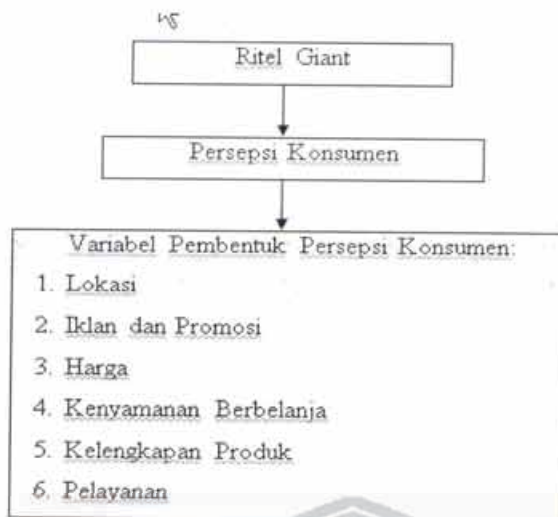 Ritel Giant
Persepsi Konsumen
Variabel Pembentuk Persepsi Konsumen:
1. Lokasi
2. Iklan dan Promosi
3. Harga
4. Kenyamanan Berbelanja
5. Kelengkapan Produk
6. Pelayanan